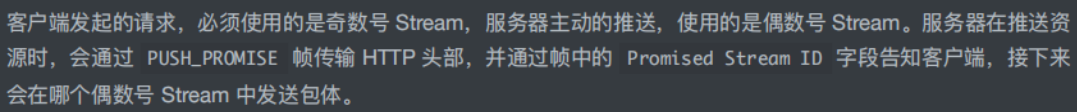 客户端发起的请求，必须使用的是奇数号 Stream，服务器主动的推送，使用的是偶数号 Stream。服务器在推送资
源时，会通过 PUSH_PROMISE 帧传输 HTTP 头部，并通过帧中的 Promised Stream ID 字段告知客户端，接下来
会在哪个偶数号 Stream 中发送包体。